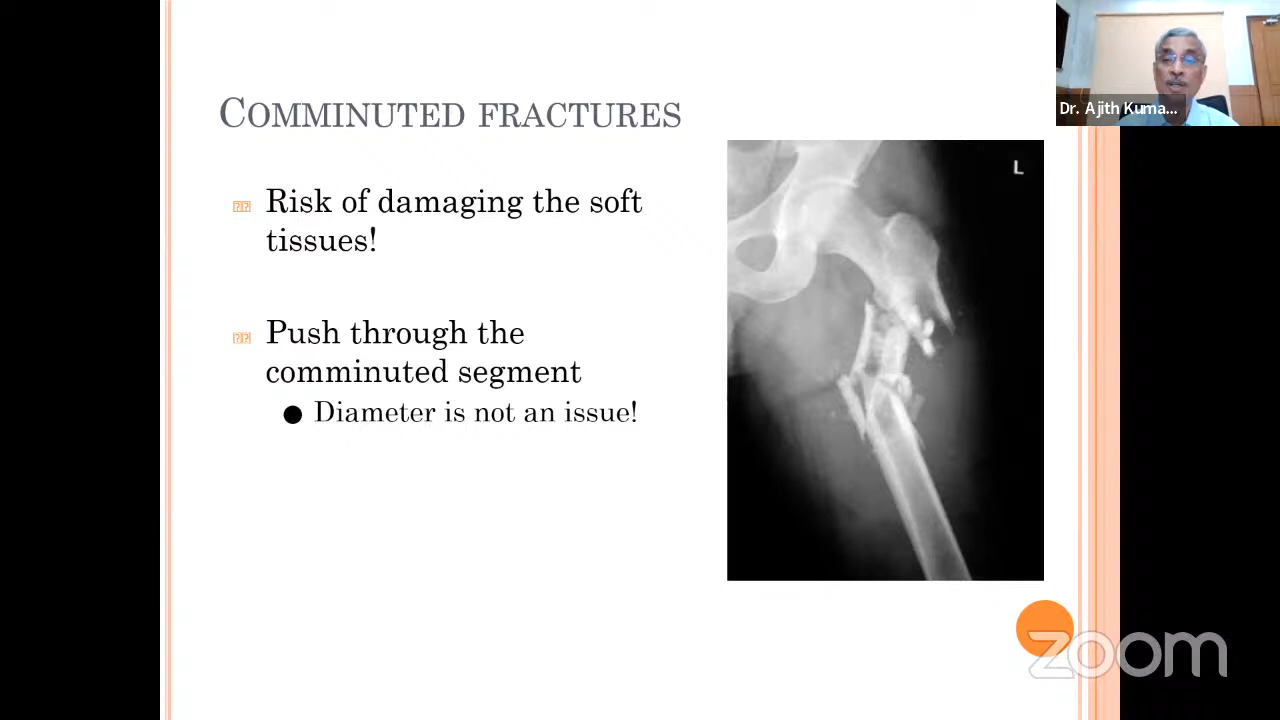 COMMINUTED FRACTURES
Risk of damaging the soft
tissues!
Push through the
comminuted segment
Diameter is not an issue!
L
Dr. Ajith Kuma...
zoom